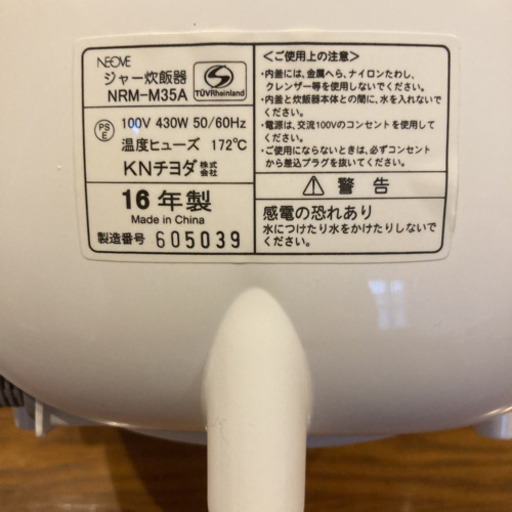 NEOVE
ジャー炊飯器
NRM-M35A
S
TÜVRheinland
PS
E
100V 430W 50/60Hz
温度ヒューズ 172℃
KNチヨダ株式会社
16年製
Made in China
製造番号 605039
＜ご使用上の注意＞
・内蓋には、金属へら、ナイロンたわし、
クレンザー等を使用しないでください。
・内蓋と炊飯器本体との間に、水を入れないで
ください。
・電源は、交流100Vのコンセントを使用して
ください。
・ご使用にならないときは、必ずコンセント
から差込プラグを抜いてください。
⚠ 警告
感電の恐れあり
水につけたり水をかけたりしないで
ください。